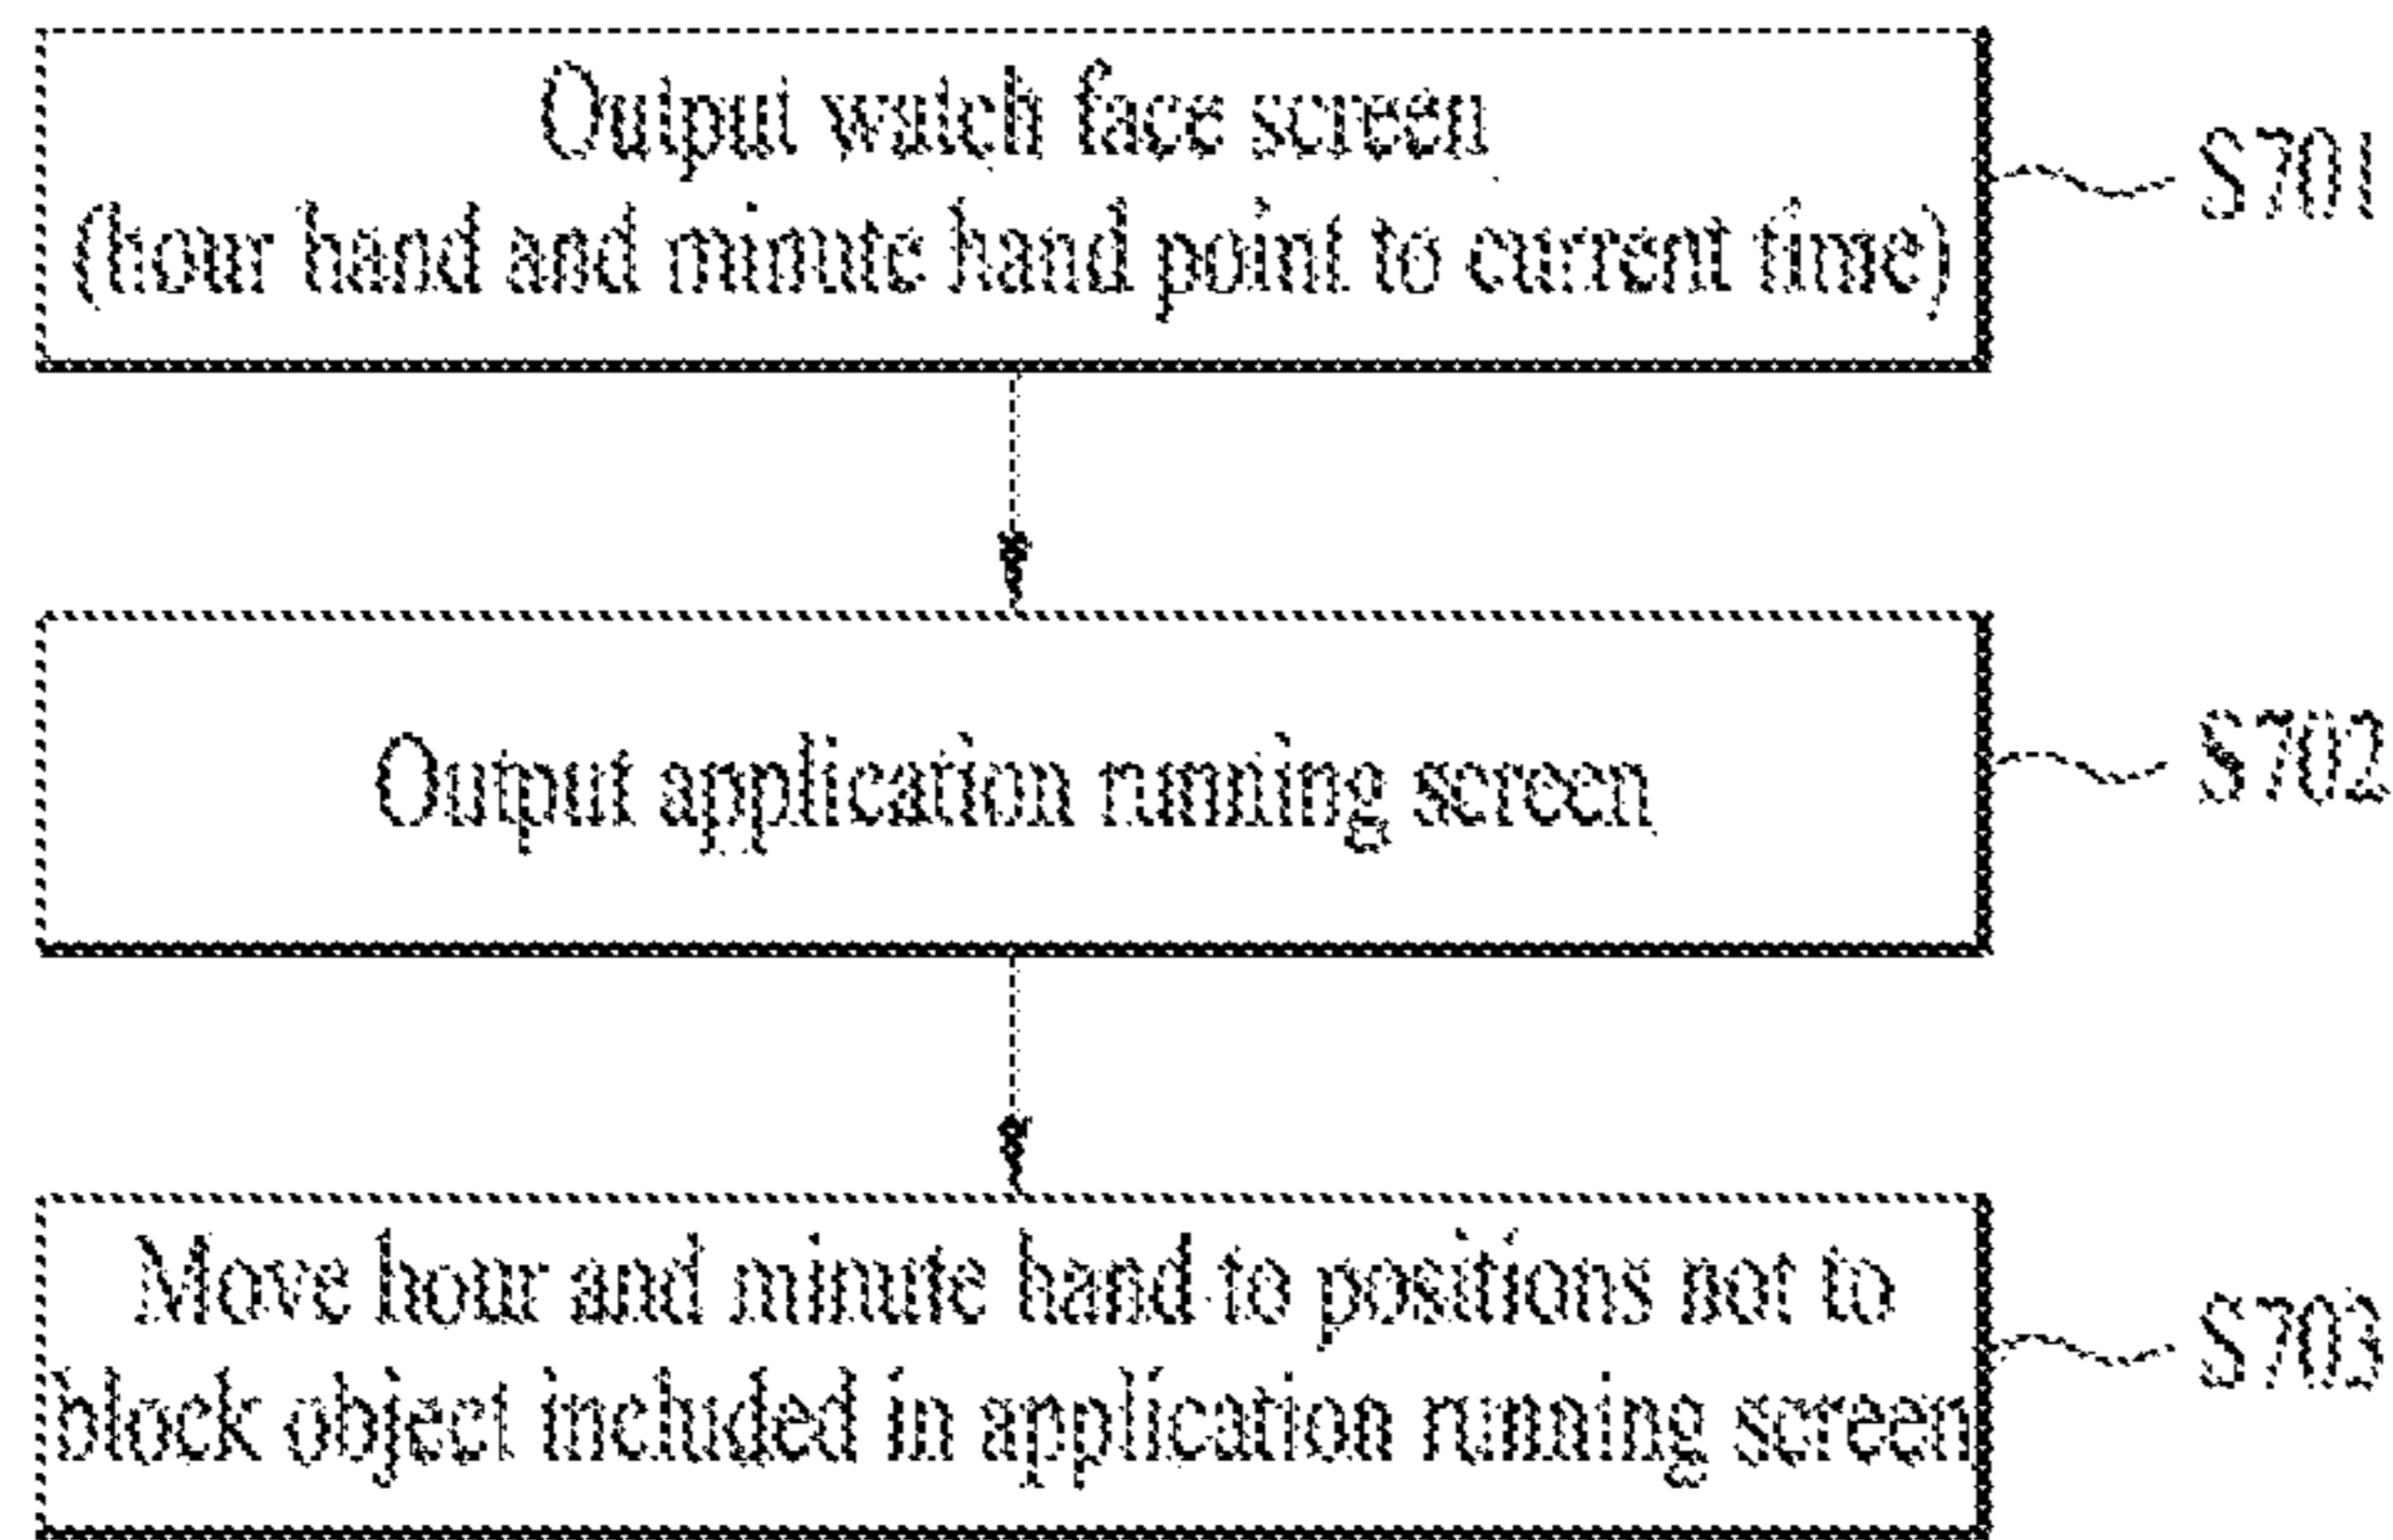 Output watch face screen
(hour hand and minute hand point to current time)
S701
Output application running screen
S702
Move hour and minute hand to positions not to
block object included in application running screen
S703